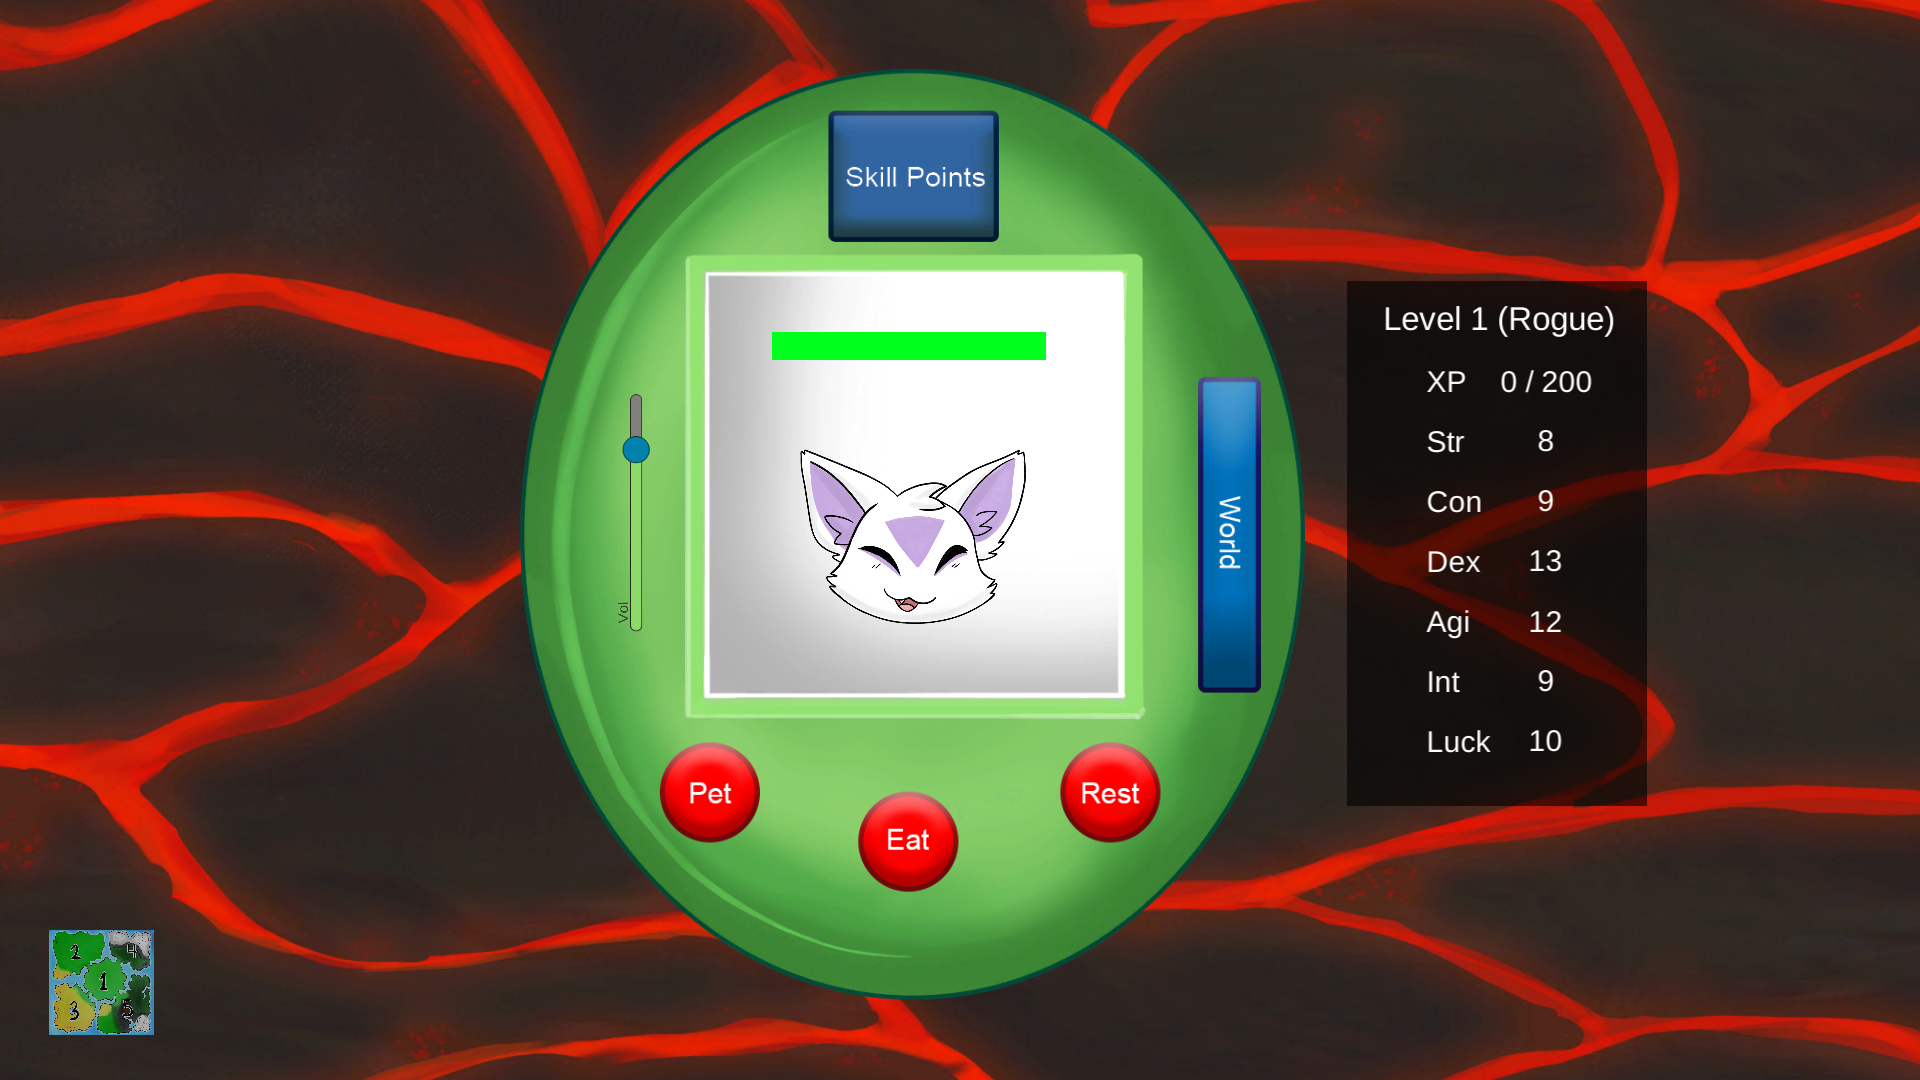 Skill Points
Vol
World
Pet
Eat
Rest
Level 1 (Rogue)
XP 0 / 200
Str 8
Con 9
Dex 13
Agi 12
Int 9
Luck 10
2 4
1
3 5